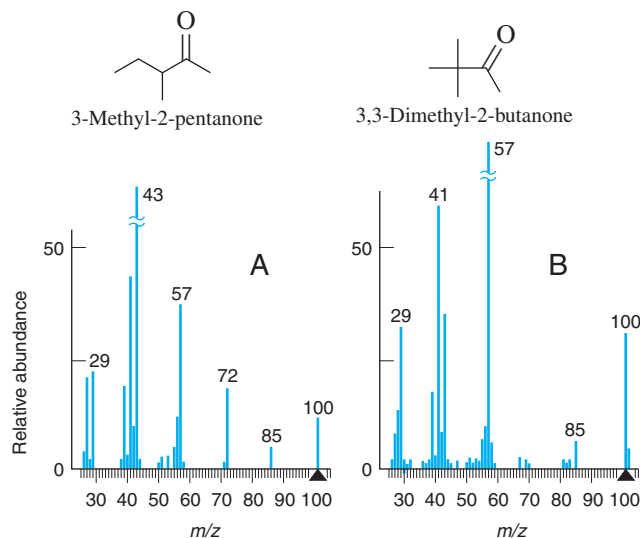 O
3-Methyl-2-pentanone
O
3,3-Dimethyl-2-butanone
Relative abundance
50
0
43
29
57
72
85
100
A
30 40 50 60 70 80 90 100
m/z
50
0
57
41
29
85
100
B
30 40 50 60 70 80 90 100
m/z